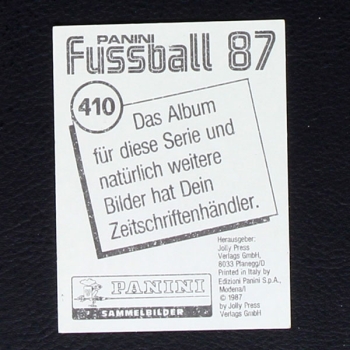 PANINI
Fussball 87
410
Das Album
für diese Serie und
natürlich weitere
Bilder hat Dein
Zeitschriftenhändler.
Herausgeber:
Jolly Press
Verlags GmbH,
8033 Planegg/D
Printed in Italy by
Edizioni Panini S.p.A.,
Modena/I
© 1987
by Jolly Press
Verlags GmbH
PANINI
SAMMELBILDER